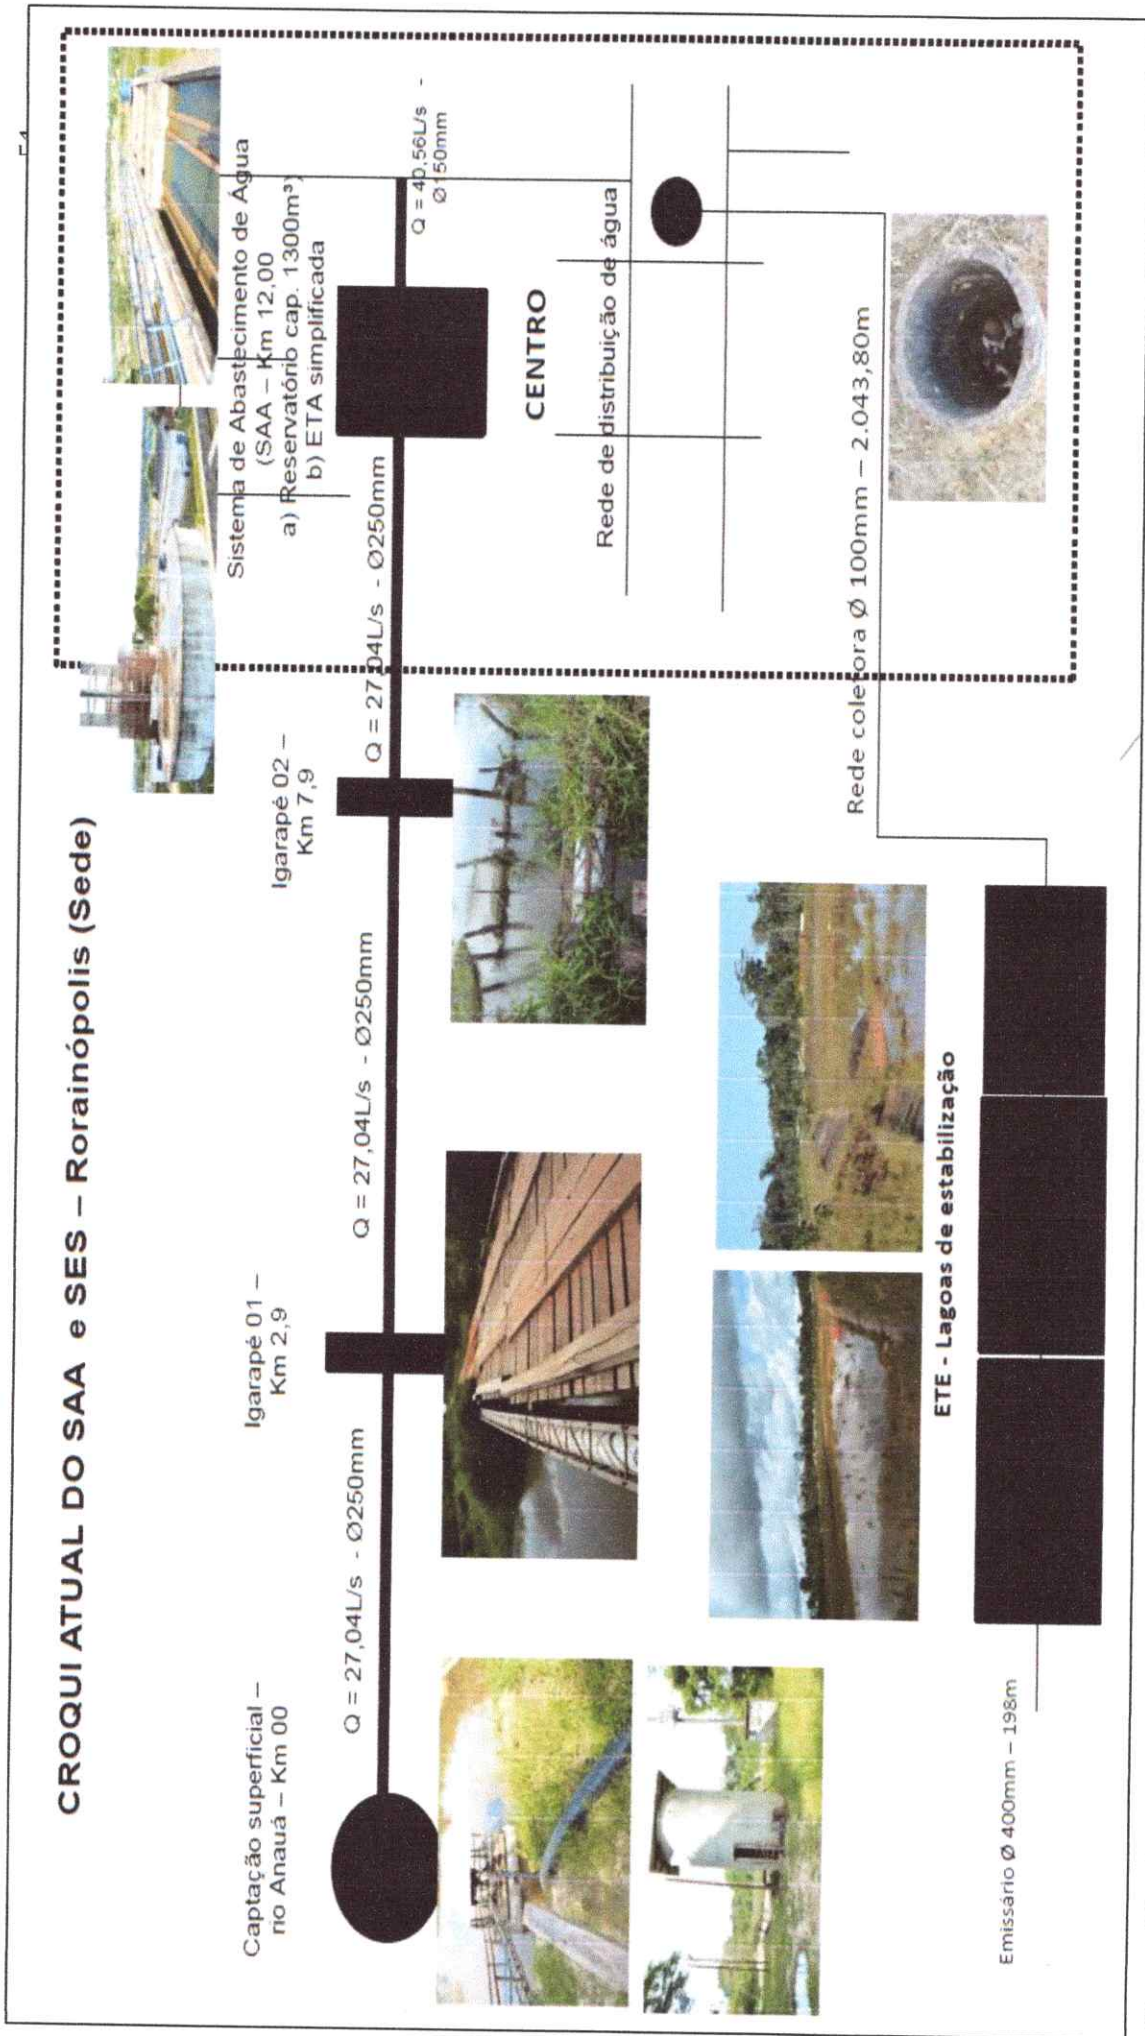 CROQUI ATUAL DO SAA e SES – Rorainópolis (Sede)
Captação superficial –
rio Anauá – Km 00
Q = 27,04L/s - Ø250mm
Igarapé 01 –
Km 2,9
Q = 27,04L/s - Ø250mm
Igarapé 02 –
Km 7,9
Q = 27,04L/s - Ø250mm
Sistema de Abastecimento de Água
(SAA – Km 12,00
a) Reservatório cap. 1300m³)
b) ETA simplificada
Q = 40,56L/s -
Ø150mm
CENTRO
Rede de distribuição de água
Rede coletora Ø 100mm – 2.043,80m
ETE - Lagoas de estabilização
Emissário Ø 400mm – 198m